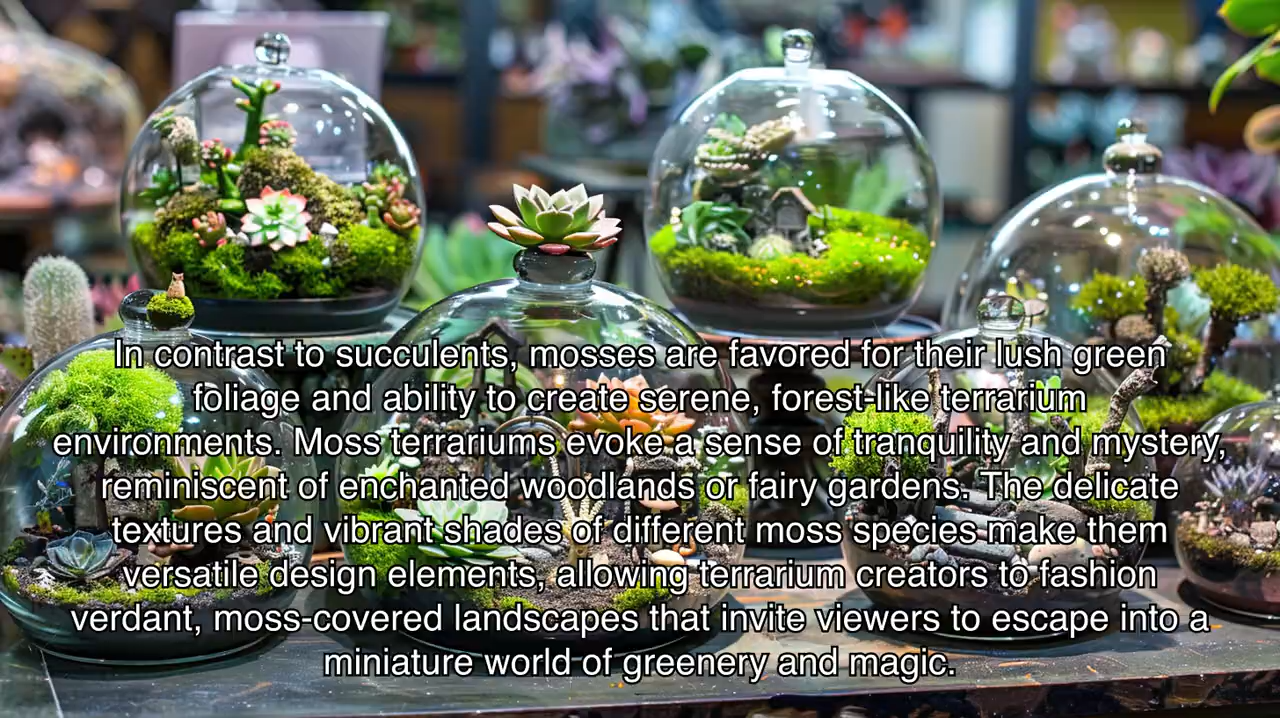 In contrast to succulents, mosses are favored for their lush green
foliage and ability to create serene, forest-like terrarium
environments. Moss terrariums evoke a sense of tranquility and mystery,
reminiscent of enchanted woodlands or fairy gardens. The delicate
textures and vibrant shades of different moss species make them
versatile design elements, allowing terrarium creators to fashion
verdant, moss-covered landscapes that invite viewers to escape into a
miniature world of greenery and magic.